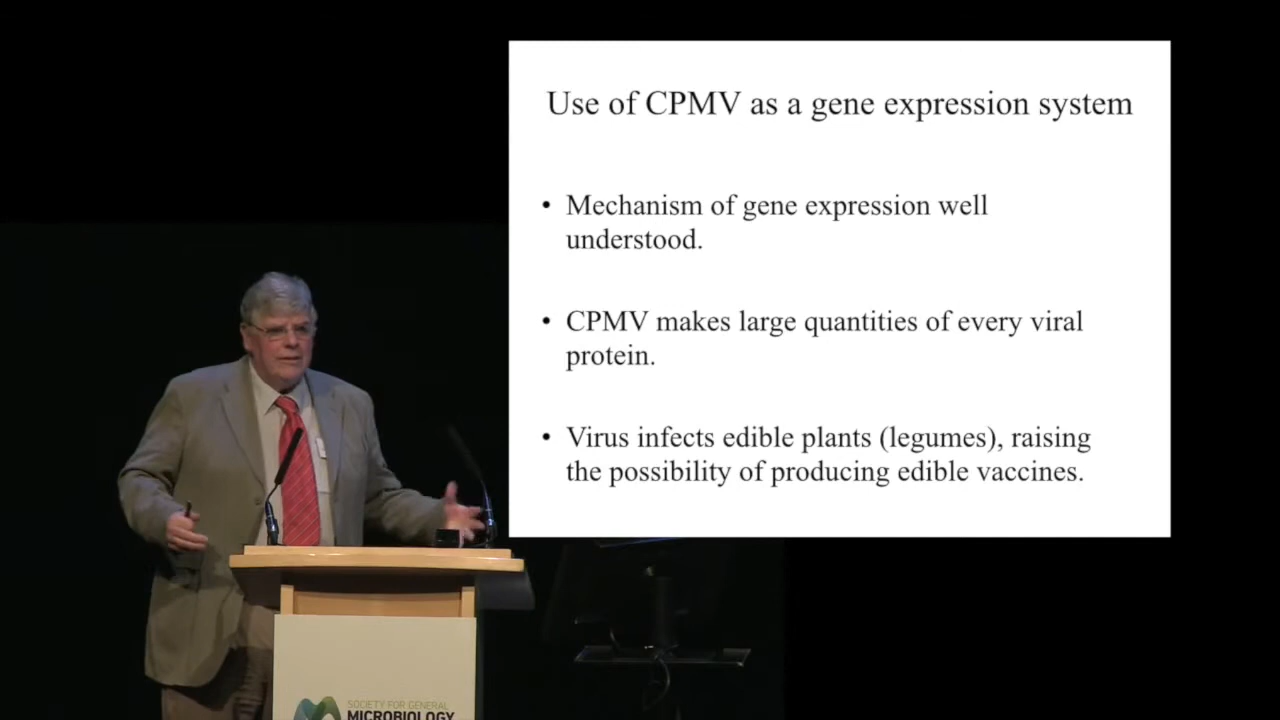 Use of CPMV as a gene expression system
• Mechanism of gene expression well
understood.
• CPMV makes large quantities of every viral
protein.
• Virus infects edible plants (legumes), raising
the possibility of producing edible vaccines.
SOCIETY FOR GENERAL
MICROBIOLOGY